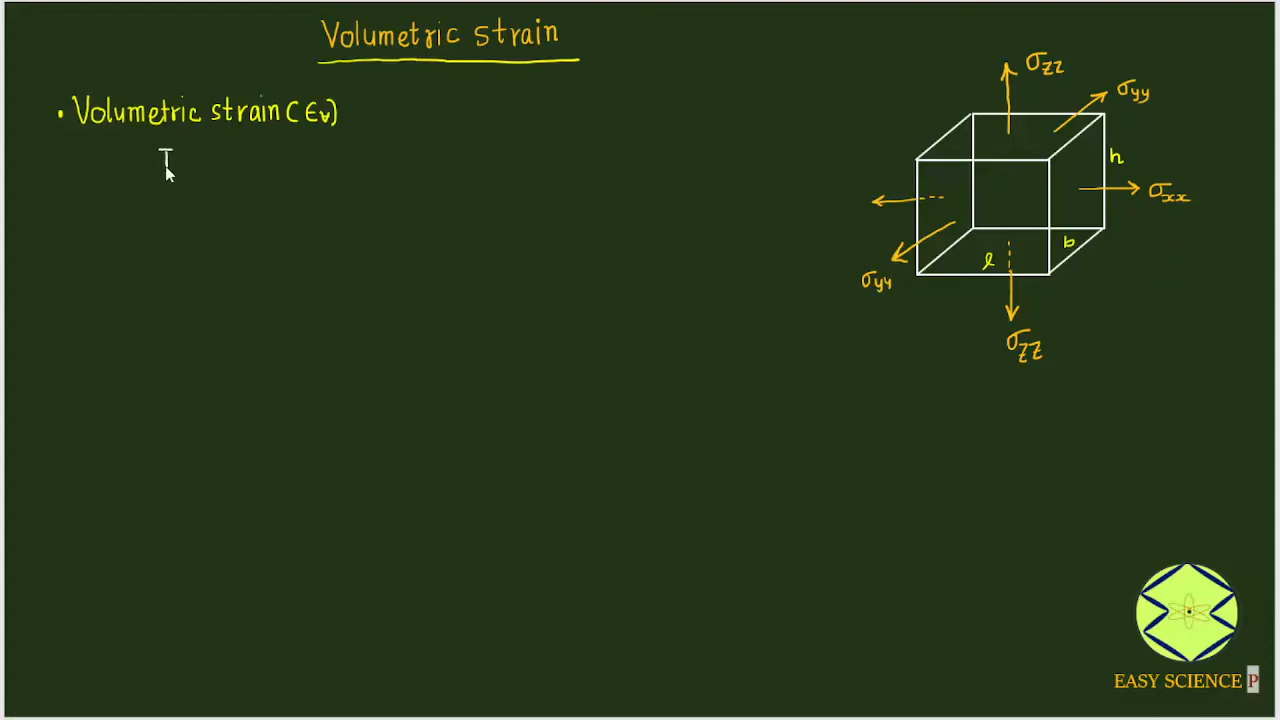 Volumetric strain
• Volumetric strain (ϵv)
T
σzz
σyy
h
σxx
b
l
σyy
σzz
EASY SCIENCE P